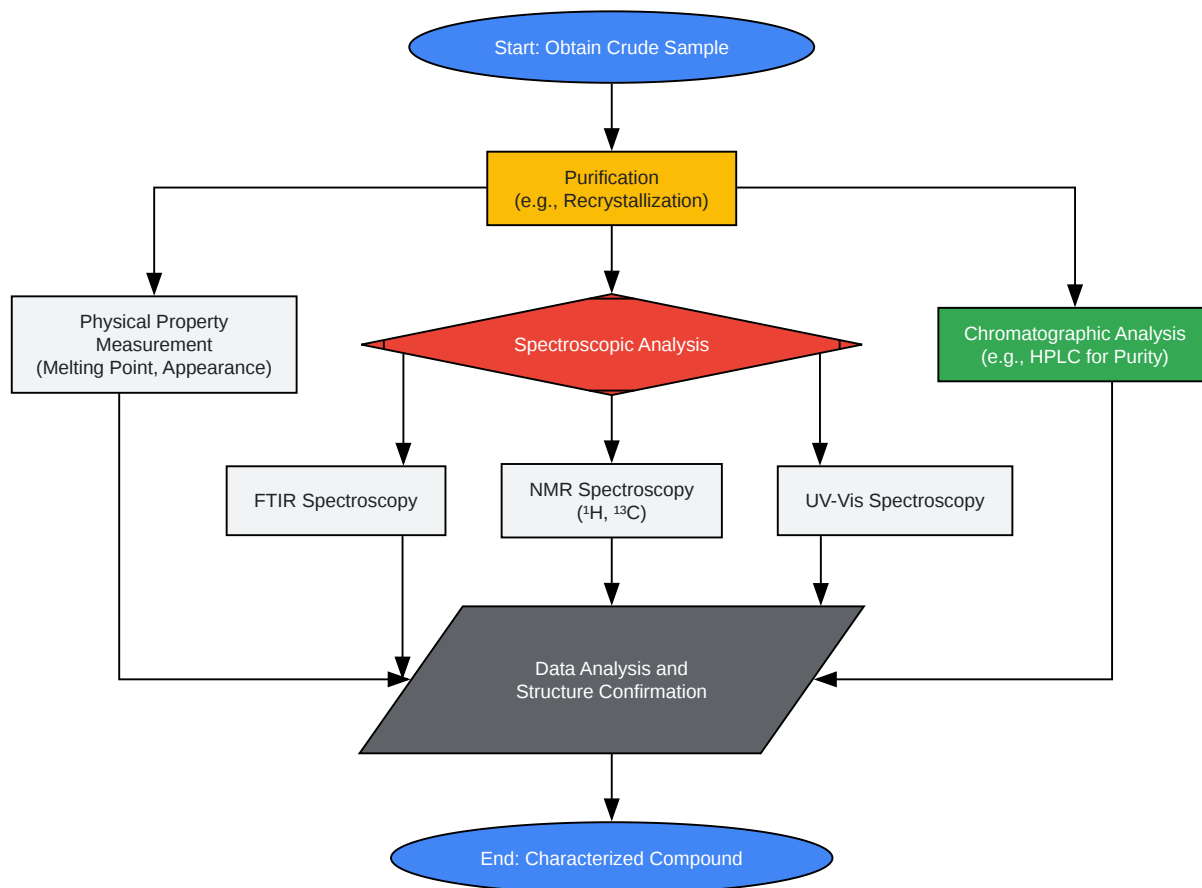 Start: Obtain Crude Sample
Purification
(e.g., Recrystallization)
Physical Property
Measurement
(Melting Point, Appearance)
Spectroscopic Analysis
Chromatographic Analysis
(e.g., HPLC for Purity)
FTIR Spectroscopy
NMR Spectroscopy
(¹H, ¹³C)
UV-Vis Spectroscopy
Data Analysis and
Structure Confirmation
End: Characterized Compound